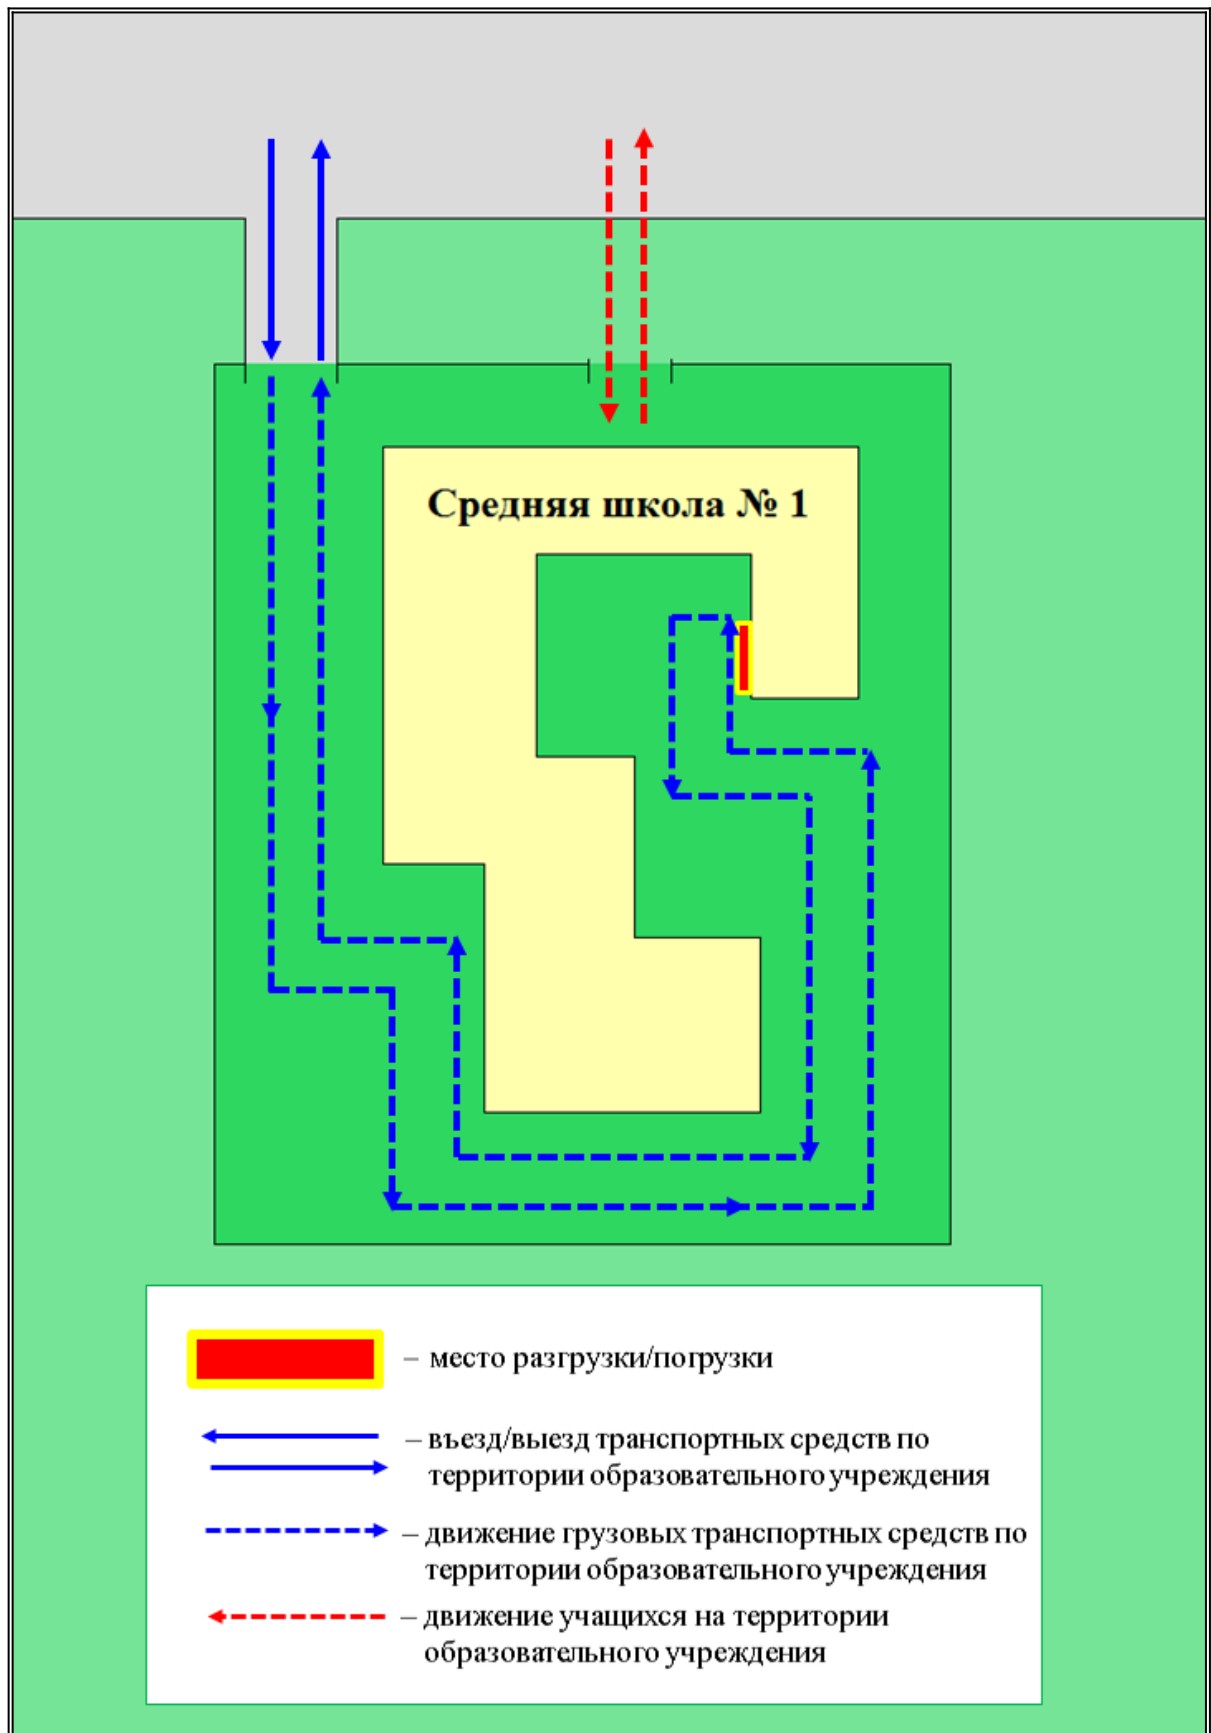 Средняя школа № 1
– место разгрузки/погрузки
– въезд/выезд транспортных средств по
территории образовательного учреждения
– движение грузовых транспортных средств по
территории образовательного учреждения
– движение учащихся на территории
образовательного учреждения